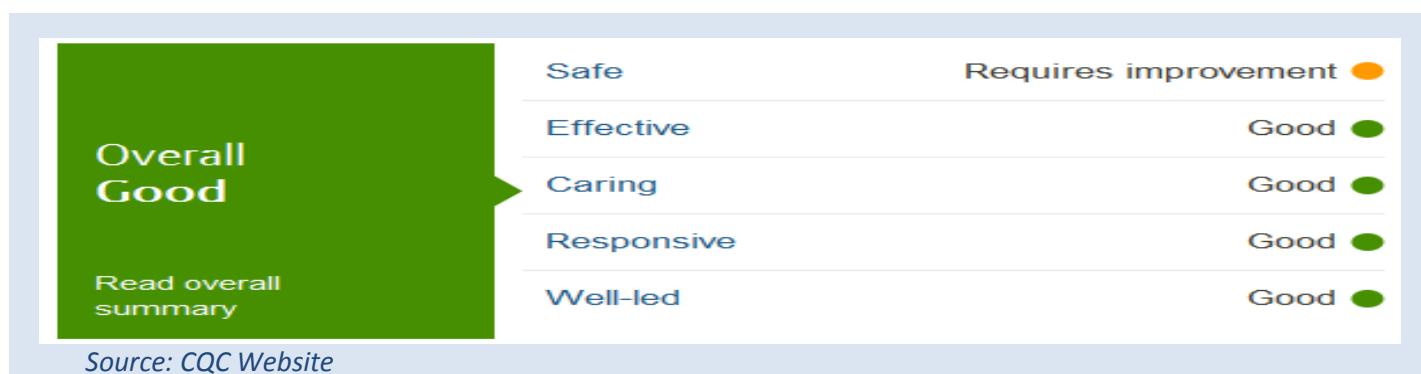 Overall
Good
Read overall
summary
Safe Requires improvement
Effective Good
Caring Good
Responsive Good
Well-led Good
Source: CQC Website